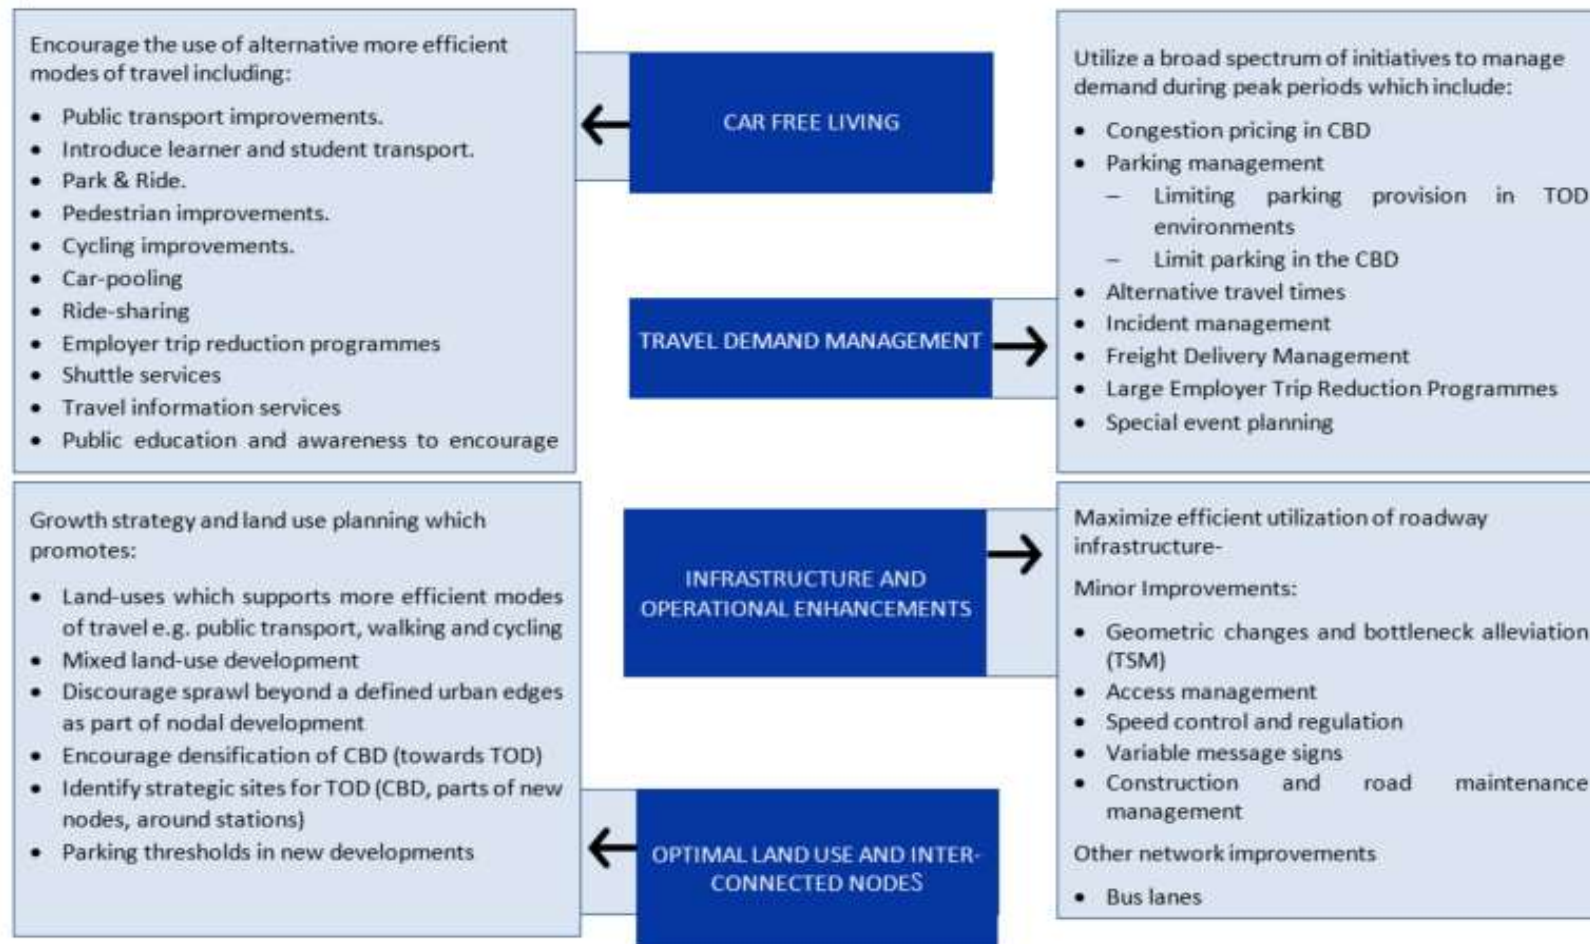 Encourage the use of alternative more efficient
modes of travel including:
• Public transport improvements.
• Introduce learner and student transport.
• Park & Ride.
• Pedestrian improvements.
• Cycling improvements.
• Car-pooling
• Ride-sharing
• Employer trip reduction programmes
• Shuttle services
• Travel information services
• Public education and awareness to encourage
CAR FREE LIVING
Utilize a broad spectrum of initiatives to manage
demand during peak periods which include:
• Congestion pricing in CBD
• Parking management
– Limiting parking provision in TOD
environments
– Limit parking in the CBD
• Alternative travel times
• Incident management
• Freight Delivery Management
• Large Employer Trip Reduction Programmes
• Special event planning
TRAVEL DEMAND MANAGEMENT
Growth strategy and land use planning which
promotes:
• Land-uses which supports more efficient modes
of travel e.g. public transport, walking and cycling
• Mixed land-use development
• Discourage sprawl beyond a defined urban edges
as part of nodal development
• Encourage densification of CBD (towards TOD)
• Identify strategic sites for TOD (CBD, parts of new
nodes, around stations)
• Parking thresholds in new developments
INFRASTRUCTURE AND
OPERATIONAL ENHANCEMENTS
Maximize efficient utilization of roadway
infrastructure-
Minor Improvements:
• Geometric changes and bottleneck alleviation
(TSM)
• Access management
• Speed control and regulation
• Variable message signs
• Construction and road maintenance
management
Other network improvements
• Bus lanes
OPTIMAL LAND USE AND INTER-
CONNECTED NODES